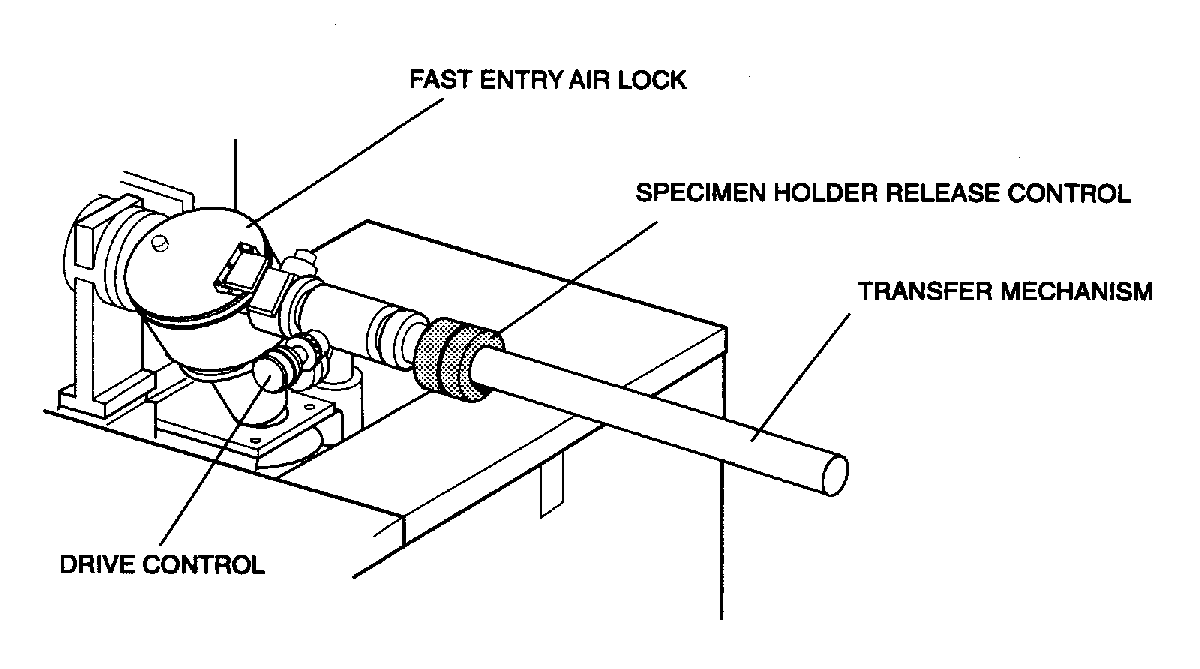 FAST ENTRY AIR LOCK
SPECIMEN HOLDER RELEASE CONTROL
TRANSFER MECHANISM
DRIVE CONTROL